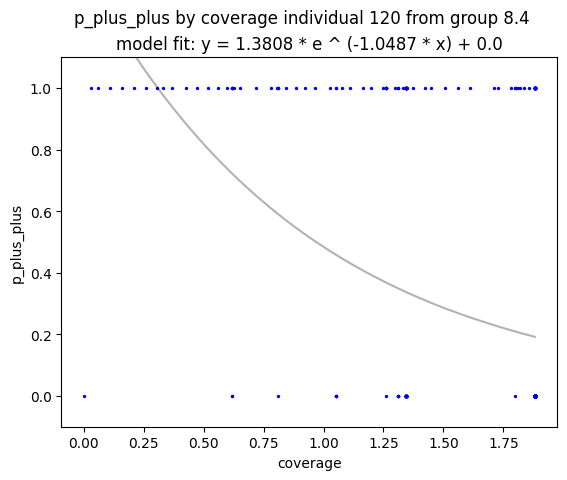 p_plus_plus by coverage individual 120 from group 8.4
model fit: y = 1.3808 * e ^ (-1.0487 * x) + 0.0
1.0
0.8
0.6
0.4
0.2
0.0
p_plus_plus
0.00 0.25 0.50 0.75 1.00 1.25 1.50 1.75
coverage